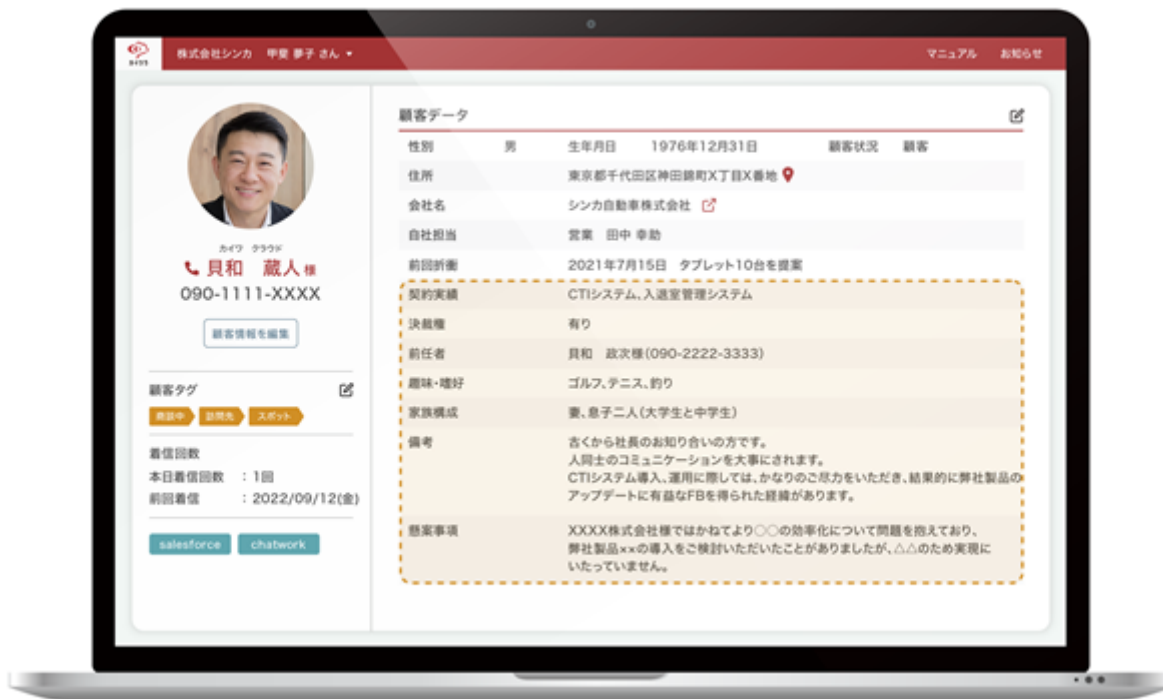 カイクラ
株式会社シンカ 甲斐 夢子 さん ▼
マニュアル お知らせ
カイワ クラウド
貝和 蔵人 様
090-1111-XXXX
顧客情報を編集
顧客タグ
商談中 訪問先 スポット
着信回数
本日着信回数 : 1回
前回着信 : 2022/09/12(金)
salesforce chatwork
顧客データ
性別 男 生年月日 1976年12月31日 顧客状況 顧客
住所 東京都千代田区神田錦町X丁目X番地
会社名 シンカ自動車株式会社
自社担当 営業 田中 幸助
前回折衝 2021年7月15日 タブレット10台を提案
契約実績 CTIシステム、入退室管理システム
決裁権 有り
前任者 貝和 政次様(090-2222-3333)
趣味・嗜好 ゴルフ、テニス、釣り
家族構成 妻、息子二人(大学生と中学生)
備考 古くから社長のお知り合いの方です。
人同士のコミュニケーションを大事にされます。
CTIシステム導入、運用に際しては、かなりのご尽力をいただき、結果的に弊社製品の
アップデートに有益なFBを得られた経緯があります。
懸案事項 XXXX株式会社様ではかねてより○○の効率化について問題を抱えており、
弊社製品××の導入をご検討いただいたことがありましたが、△△のため実現に
いたっていません。